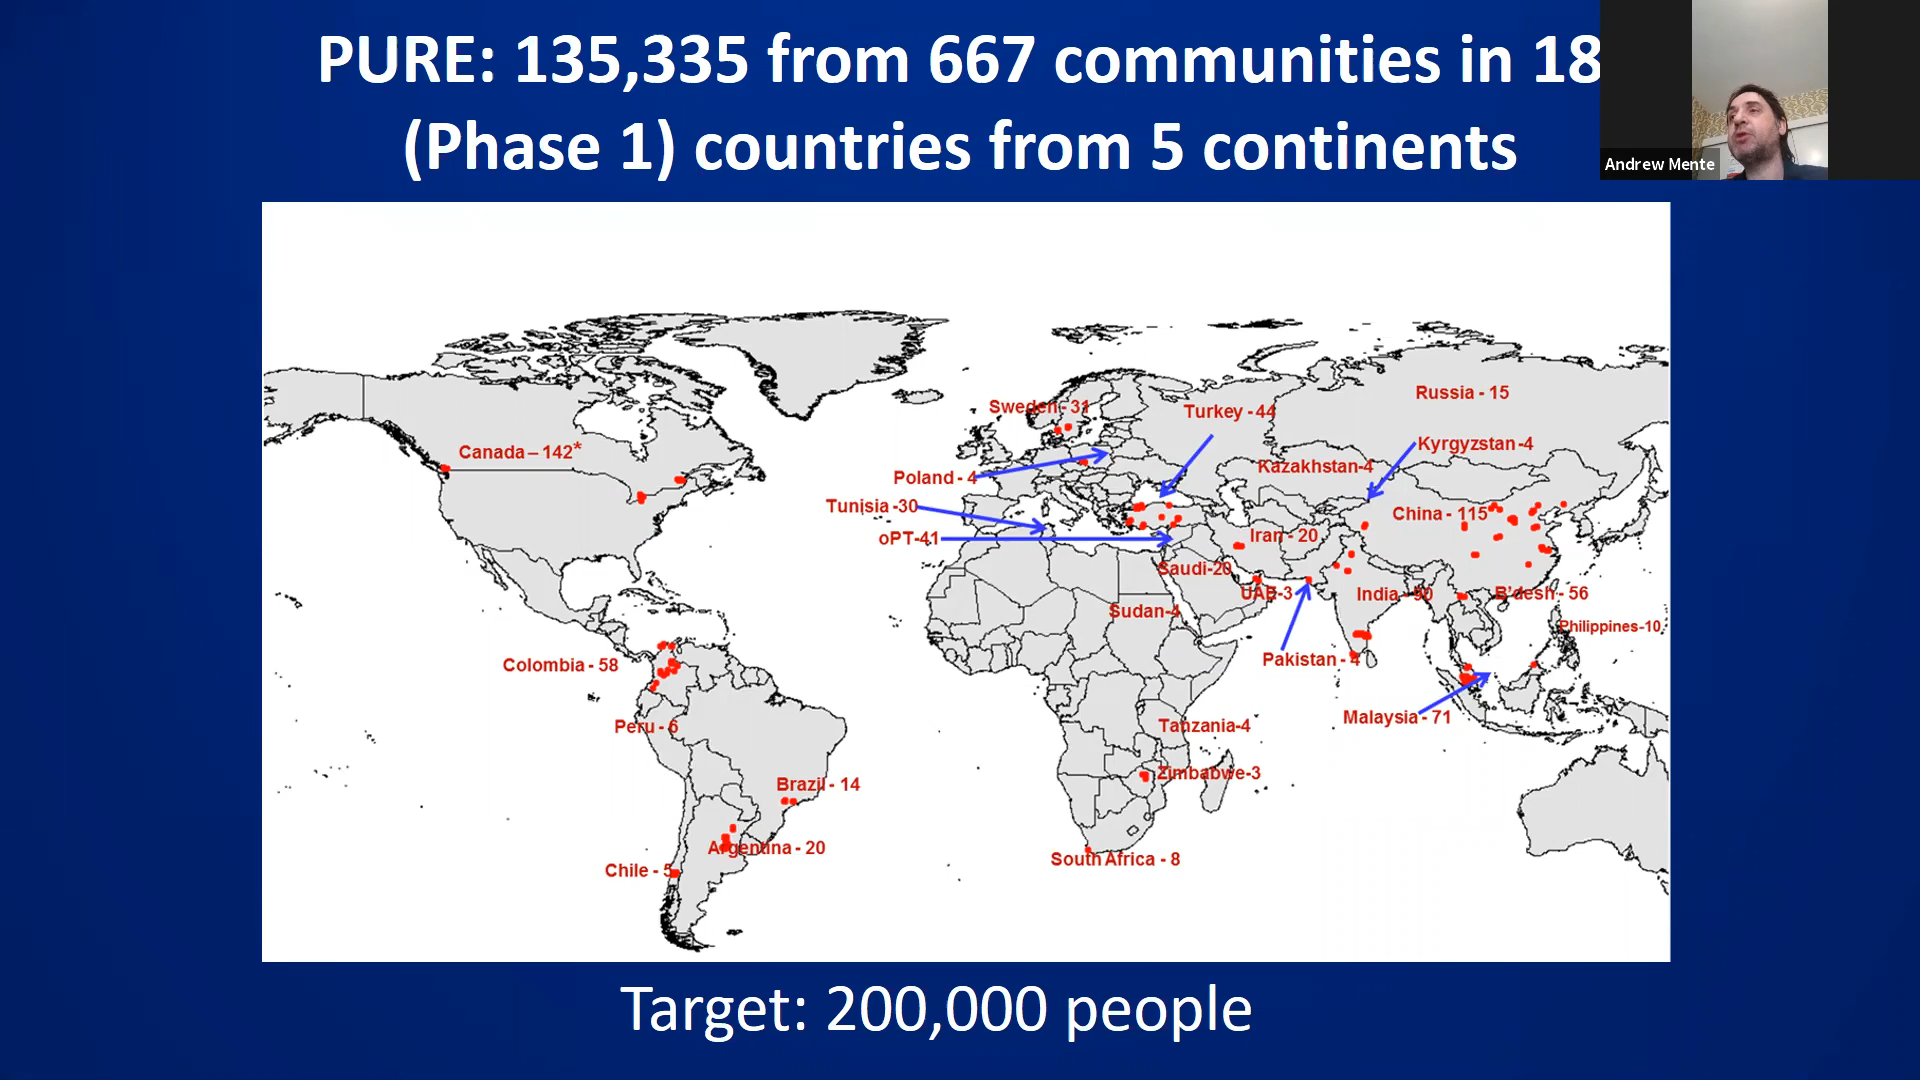 PURE: 135,335 from 667 communities in 18
(Phase 1) countries from 5 continents
Andrew Mente
Russia - 15
Sweden - 31
Turkey - 44
Canada – 142*
Kyrgyzstan -4
Kazakhstan-4
Poland - 4
Tunisia -30
China - 115
oPT-41
Iran - 20
Saudi-20
UAE-3
India - 90
B'desh - 56
Sudan-4
Philippines-10
Colombia - 58
Pakistan - 4
Malaysia - 71
Peru - 6
Tanzania-4
Zimbabwe-3
Brazil - 14
Argentina - 20
South Africa - 8
Chile - 5
Target: 200,000 people